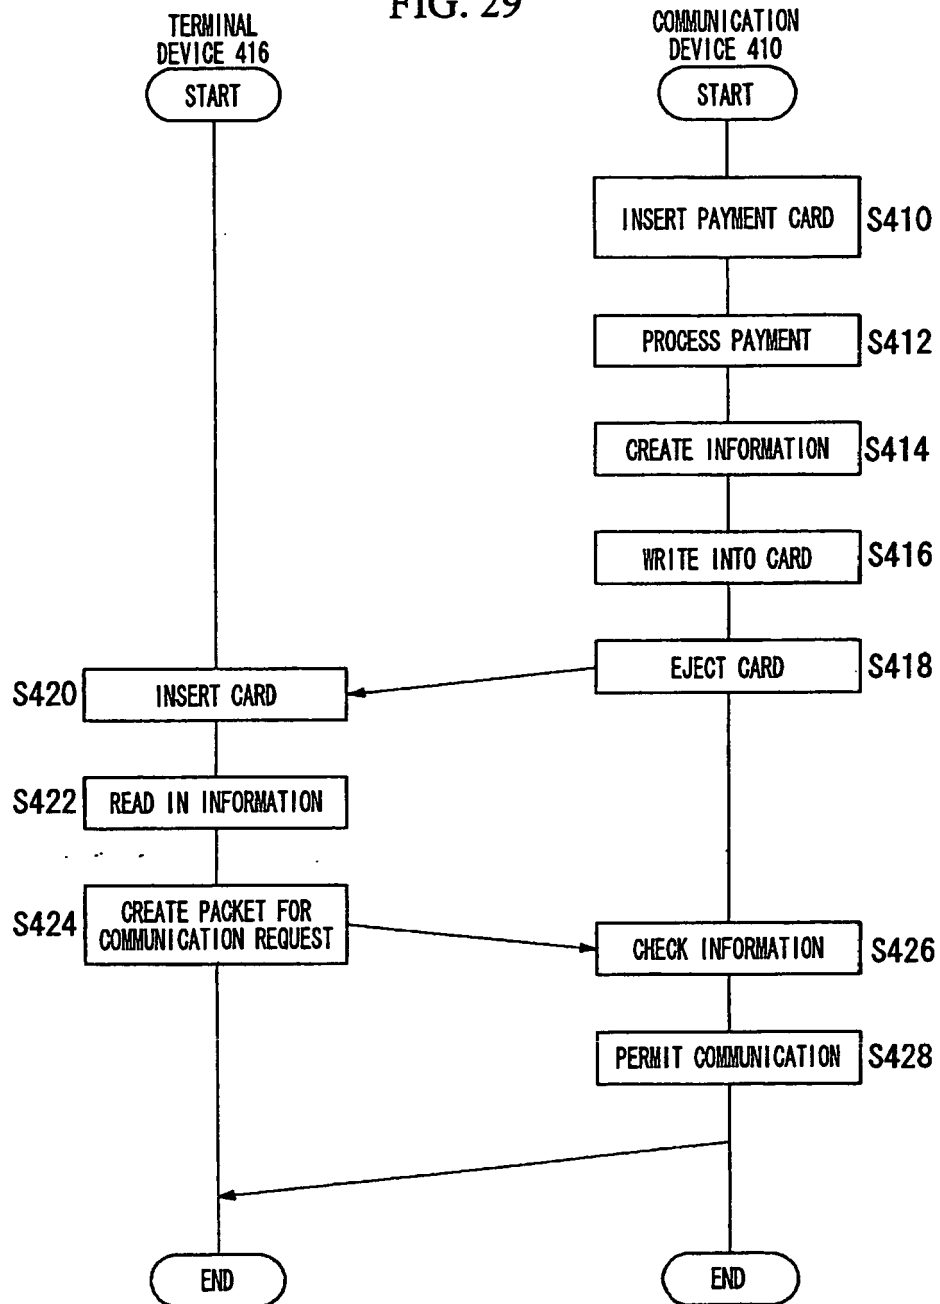 FIG. 29
TERMINAL
DEVICE 416
START
COMMUNICATION
DEVICE 410
START
INSERT PAYMENT CARD
S410
PROCESS PAYMENT
S412
CREATE INFORMATION
S414
WRITE INTO CARD
S416
EJECT CARD
S418
S420
INSERT CARD
S422
READ IN INFORMATION
S424
CREATE PACKET FOR
COMMUNICATION REQUEST
CHECK INFORMATION
S426
PERMIT COMMUNICATION
S428
END
END